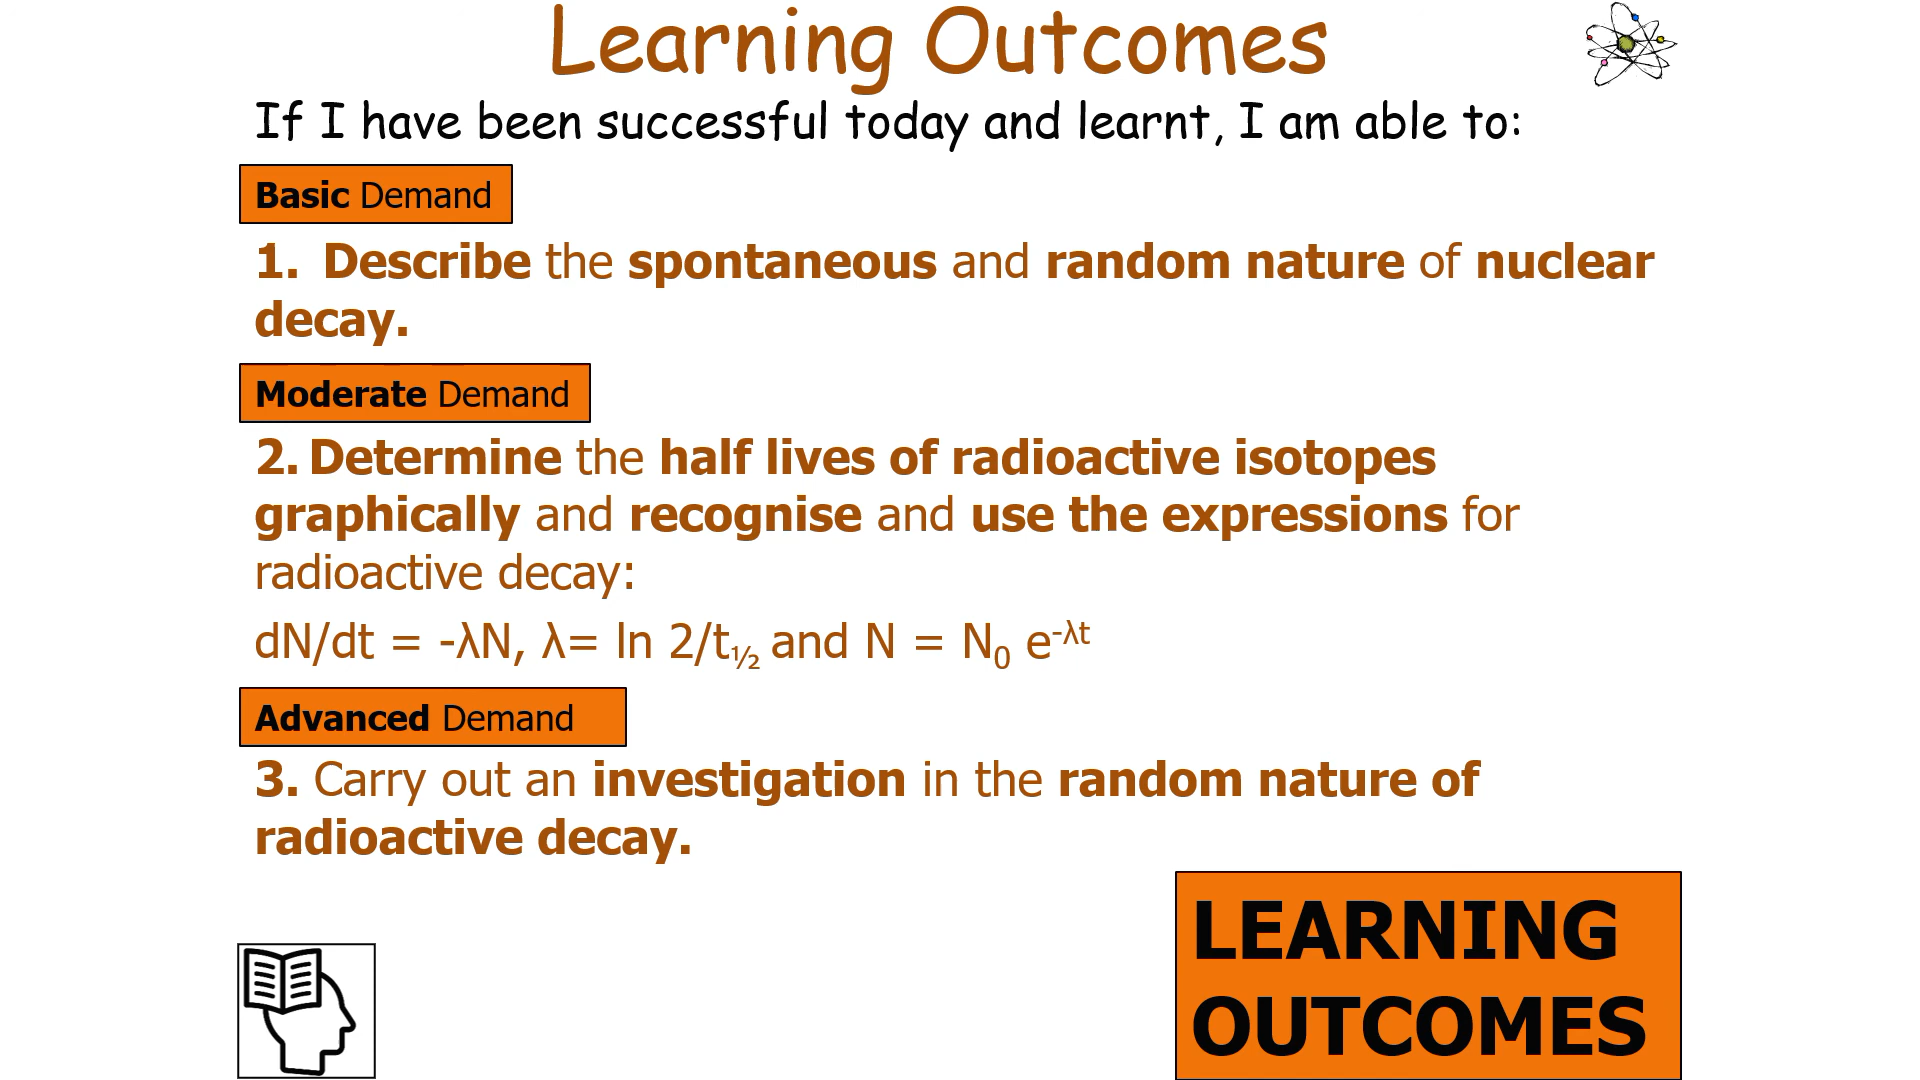 Learning Outcomes
If I have been successful today and learnt, I am able to:
Basic Demand
1. Describe the spontaneous and random nature of nuclear
decay.
Moderate Demand
2. Determine the half lives of radioactive isotopes
graphically and recognise and use the expressions for
radioactive decay:
dN/dt = -λN, λ= ln 2/t½ and N = N₀ e^-λt
Advanced Demand
3. Carry out an investigation in the random nature of
radioactive decay.
LEARNING
OUTCOMES